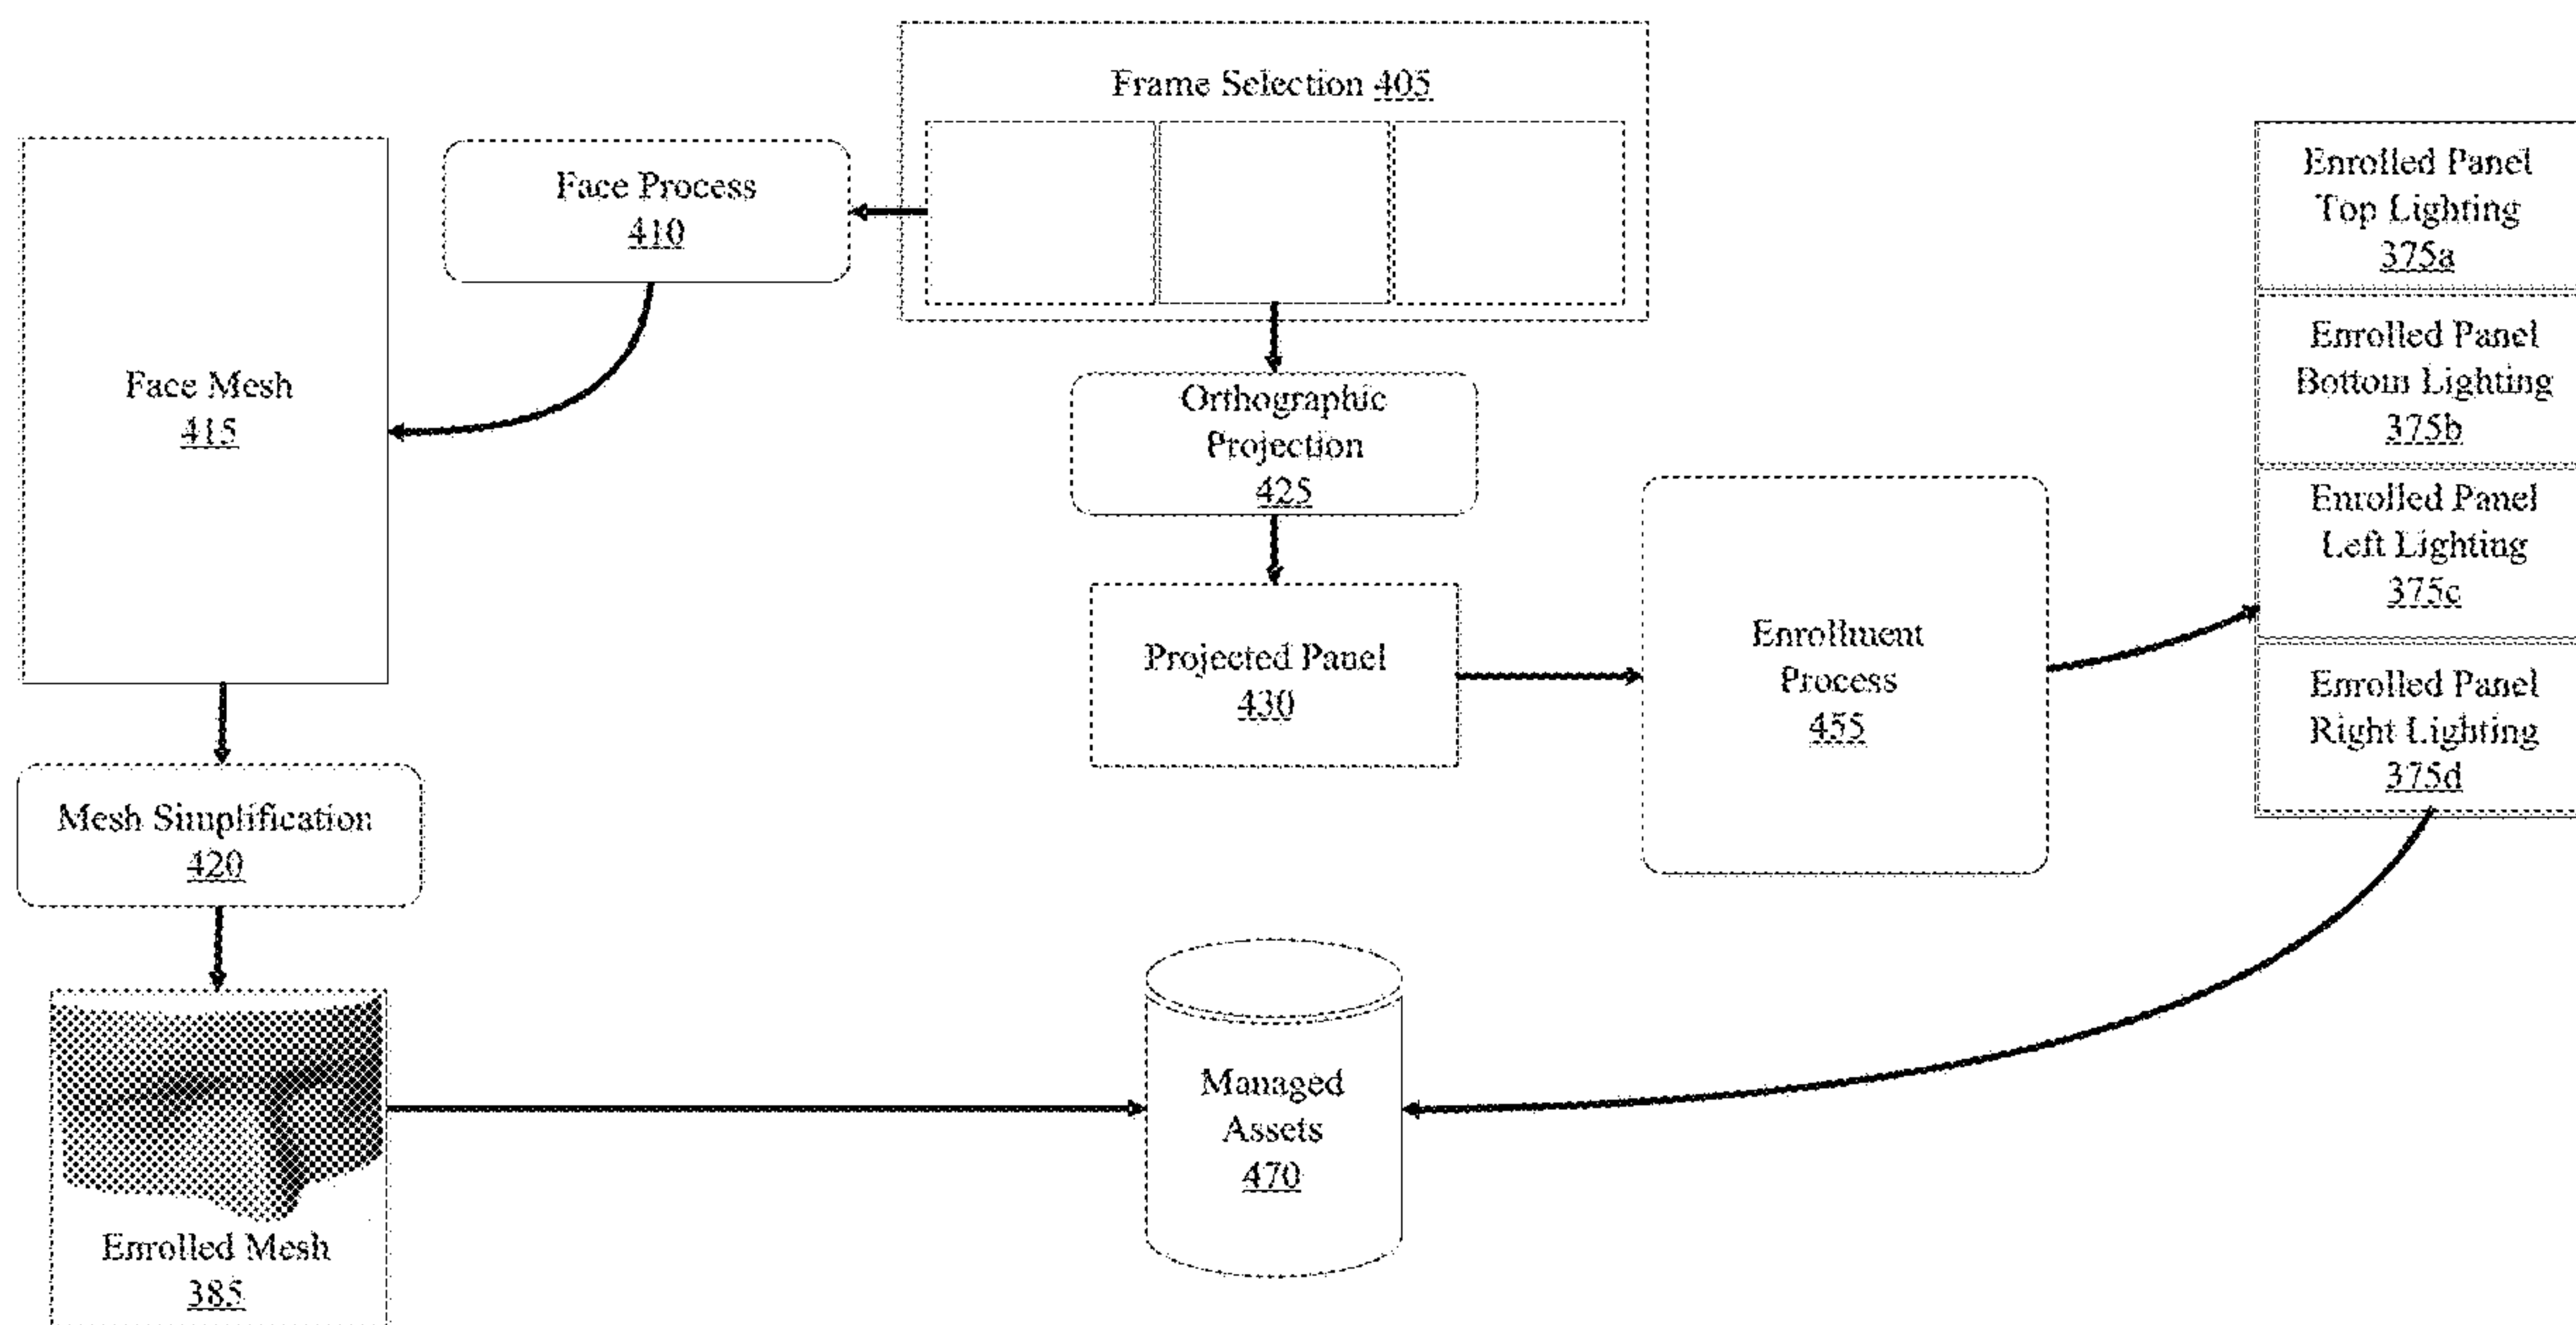 Frame Selection 405
Face Process
410
Face Mesh
415
Mesh Simplification
420
Enrolled Mesh
385
Orthographic
Projection
425
Projected Panel
430
Enrollment
Process
455
Enrolled Panel
Top Lighting
375a
Enrolled Panel
Bottom Lighting
375b
Enrolled Panel
Left Lighting
375c
Enrolled Panel
Right Lighting
375d
Managed
Assets
470